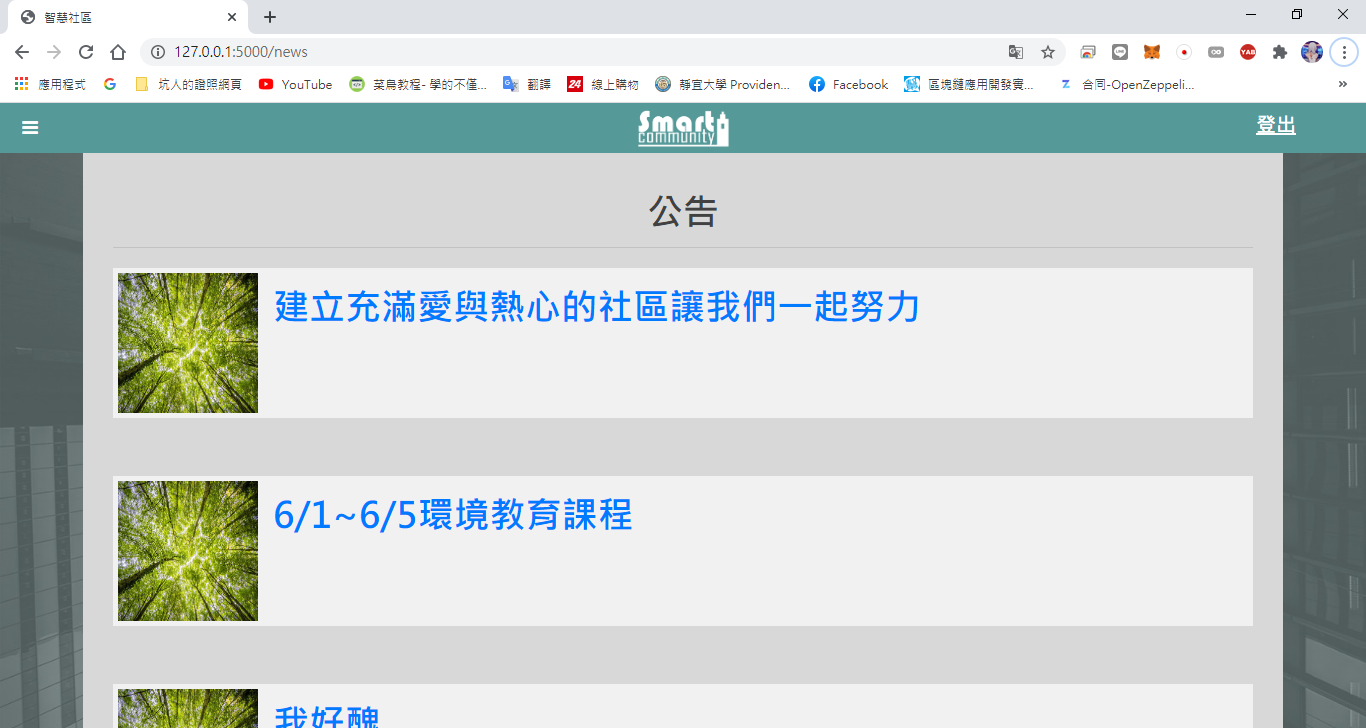 智慧社區
127.0.0.1:5000/news
應用程式
坑人的證照網頁
YouTube
菜鳥教程- 學的不僅...
翻譯
24
線上購物
靜宜大學 Providen...
Facebook
區塊鏈應用開發實...
Z
合同-OpenZeppeli...
Smart
community
登出
公告
建立充滿愛與熱心的社區讓我們一起努力
6/1~6/5環境教育課程
我好醜